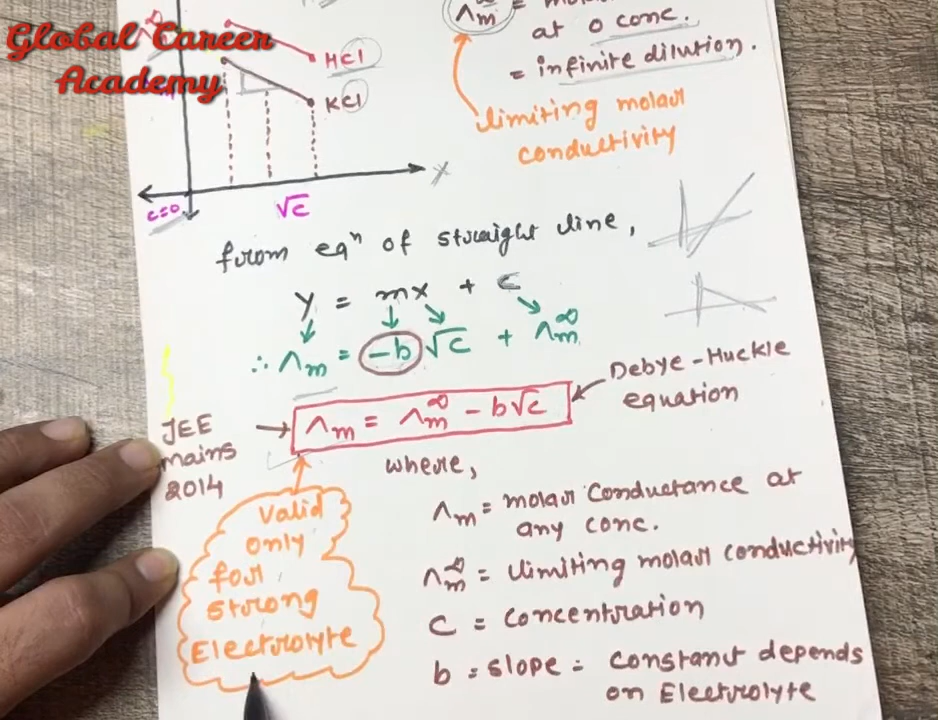 Global Career
Academy
HCl
KCl
x
c=0
√c
Λm∞ =
at 0 conc.
= infinite dilution.
limiting molar
conductivity
from eqn of straight line,
y = mx + c
∴ Λm = -b √c + Λm∞
Debye-Huckle
equation
JEE
mains
2014
Λm = Λm∞ - b√c
where,
Valid
only
for
strong
Electrolyte
Λm = molar Conductance at
any conc.
Λm∞ = limiting molar conductivity
C = Concentration
b = slope = constant depends
on Electrolyte